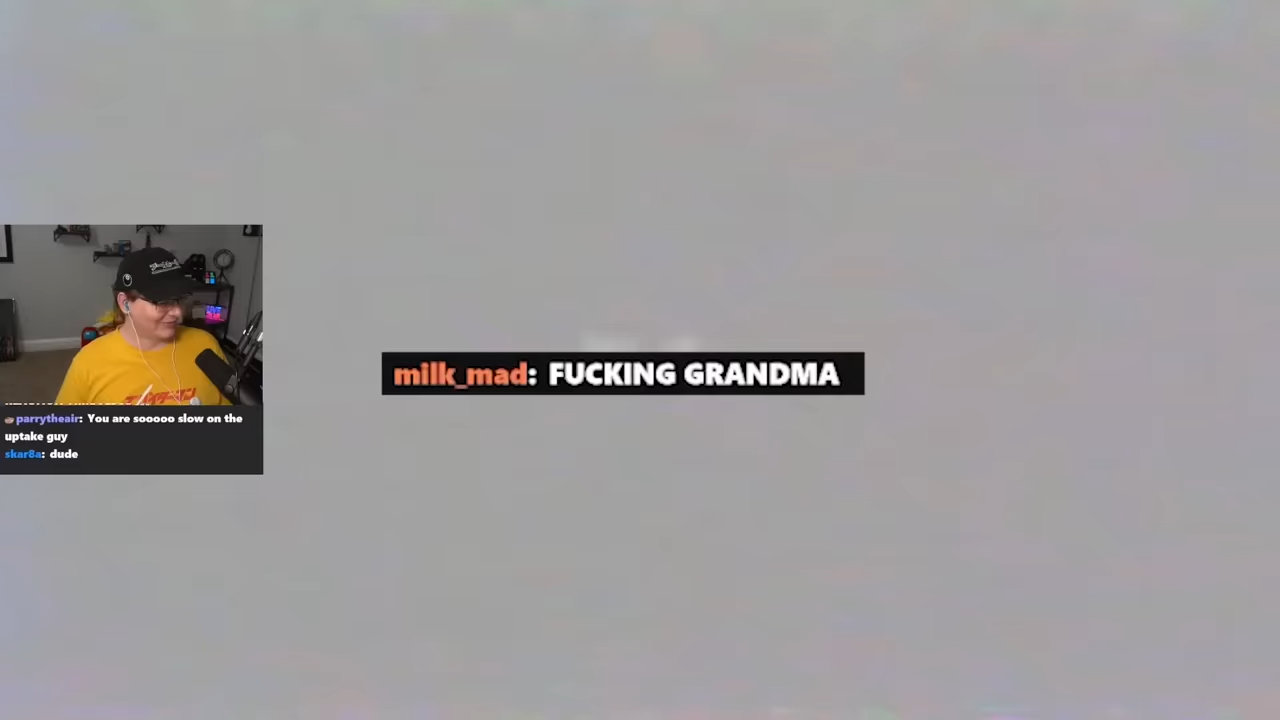 milk_mad: FUCKING GRANDMA
parrytheair: You are sooooo slow on the
uptake guy
skar8a: dude